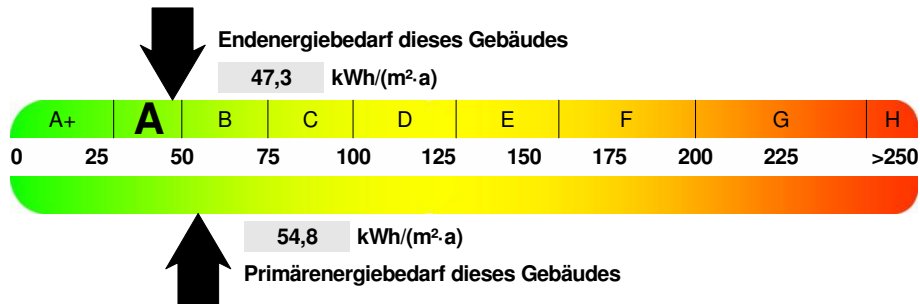 Endenergiebedarf dieses Gebäudes
47,3 kWh/(m²·a)
A+ A B C D E F G H
0 25 50 75 100 125 150 175 200 225 >250
54,8 kWh/(m²·a)
Primärenergiebedarf dieses Gebäudes